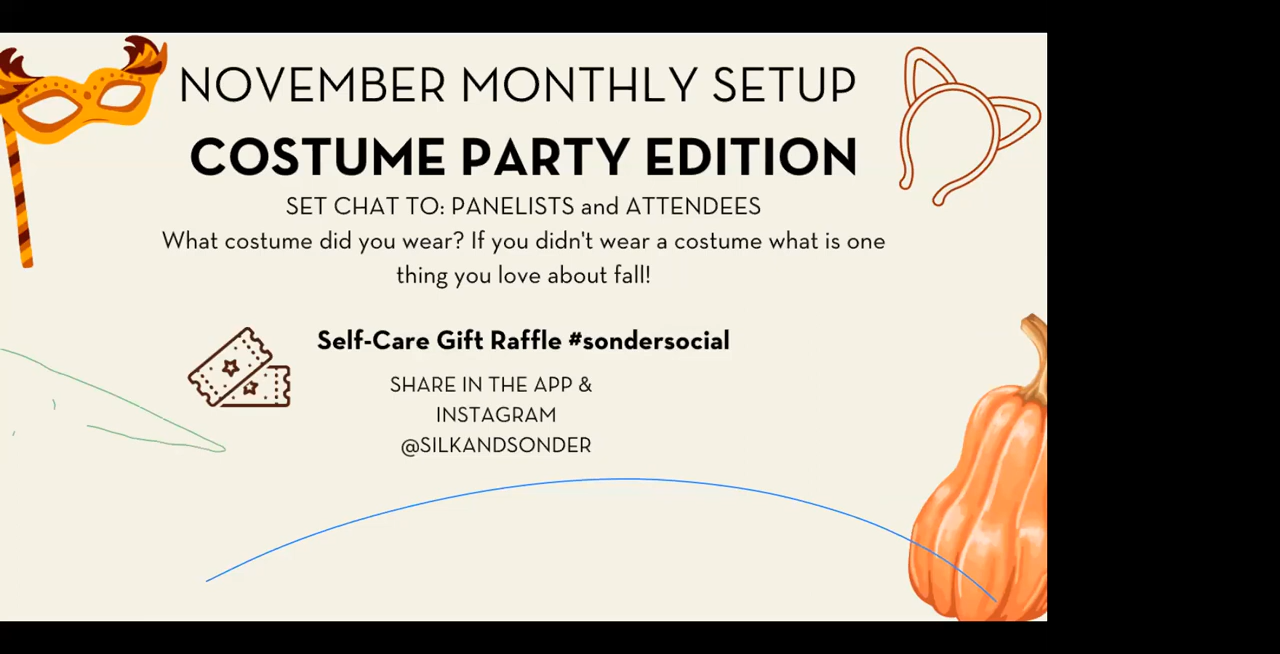 NOVEMBER MONTHLY SETUP
COSTUME PARTY EDITION
SET CHAT TO: PANELISTS and ATTENDEES
What costume did you wear? If you didn't wear a costume what is one
thing you love about fall!
Self-Care Gift Raffle #sondersocial
SHARE IN THE APP &
INSTAGRAM
@SILKANDSONDER